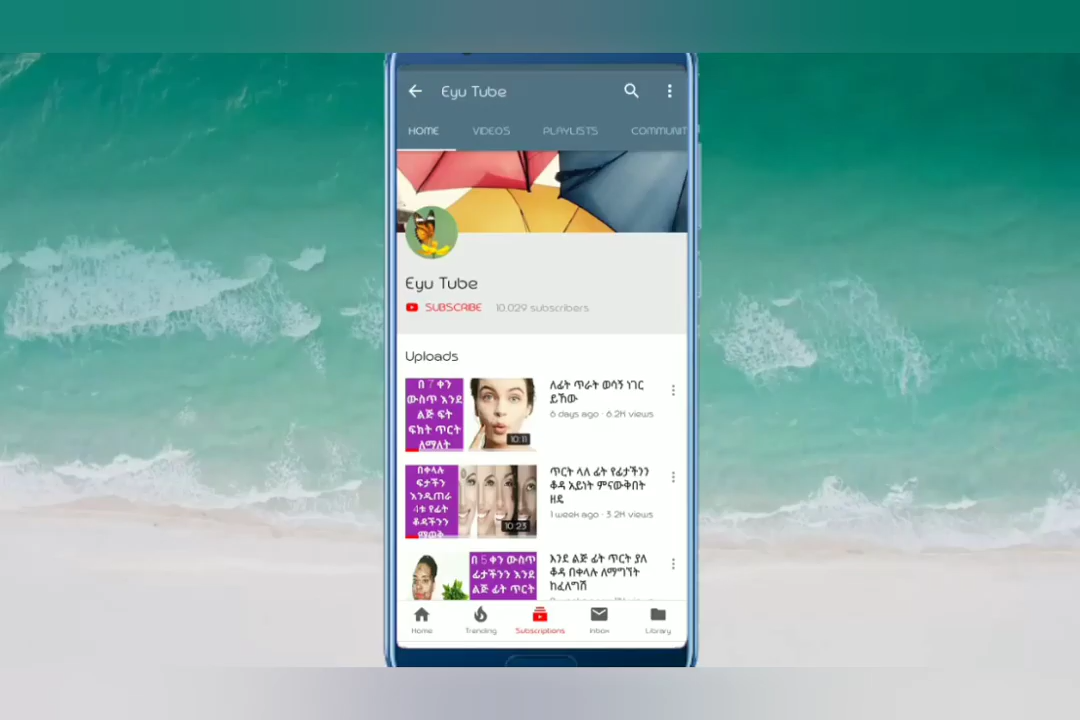 Eyu Tube
HOME VIDEOS PLAYLISTS COMMUNIT
Eyu Tube
SUBSCRIBE 10,029 subscribers
Uploads
በ 7 ቀን
ውስጥ እንደ
ልጅ ፍት
ፍክት ጥርት
ለማለት
10:11
ለፊት ጥራት ወሳኝ ነገር
ይኸው
6 days ago · 6.2K views
በቀላሉ
ፍታችን
እንዲጠራ
4ቱ የፊት
ቆዳችንን
ማወቅ
10:23
ጥርት ላለ ፊት የፊታችንን
ቆዳ አይነት ምናውቅበት
ዘዴ
1 week ago · 3.2K views
በ 5 ቀን ውስጥ
ፊታችንን እንደ
ልጅ ፊት ጥርት
እንደ ልጅ ፊት ጥርት ያለ
ቆዳ በቀላሉ ለማግኘት
ከፈለግሽ
Home Trending Subscriptions Inbox Library